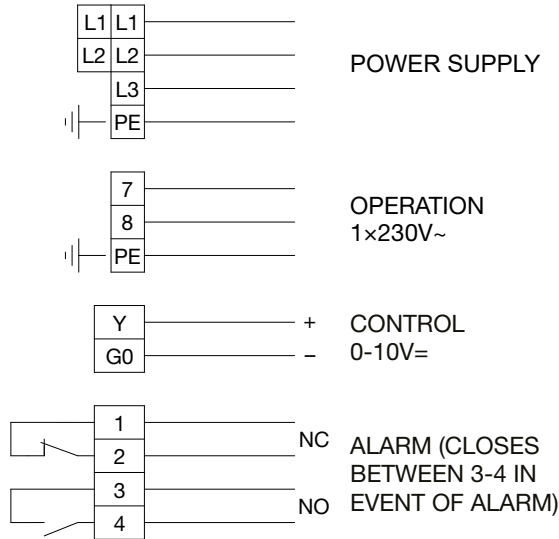 L1 L1
L2 L2
L3
PE
POWER SUPPLY
7
8
PE
OPERATION
1×230V~
Y +
G0 –
CONTROL
0-10V=
1
2
NC
3
4
NO
ALARM (CLOSES
BETWEEN 3-4 IN
EVENT OF ALARM)